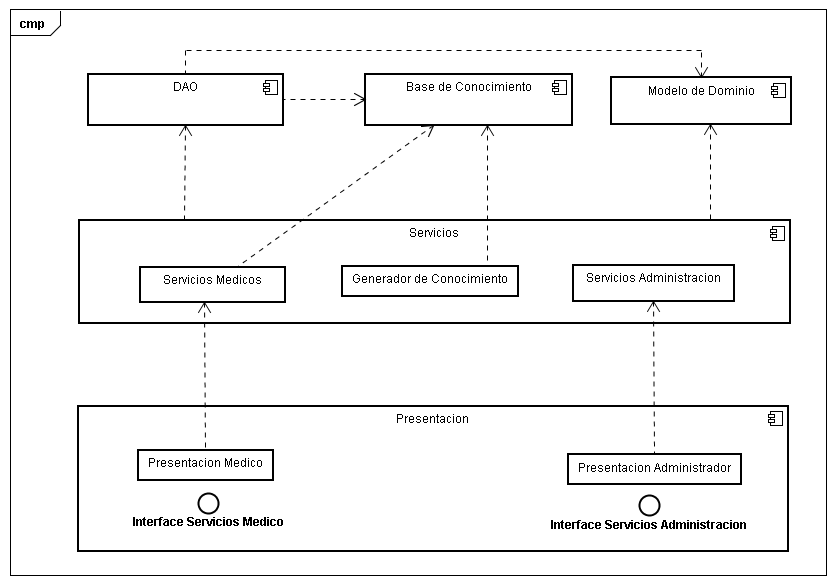 cmp
DAO
Base de Conocimiento
Modelo de Dominio
Servicios
Servicios Medicos
Generador de Conocimiento
Servicios Administracion
Presentacion
Presentacion Medico
Presentacion Administrador
Interface Servicios Medico
Interface Servicios Administracion